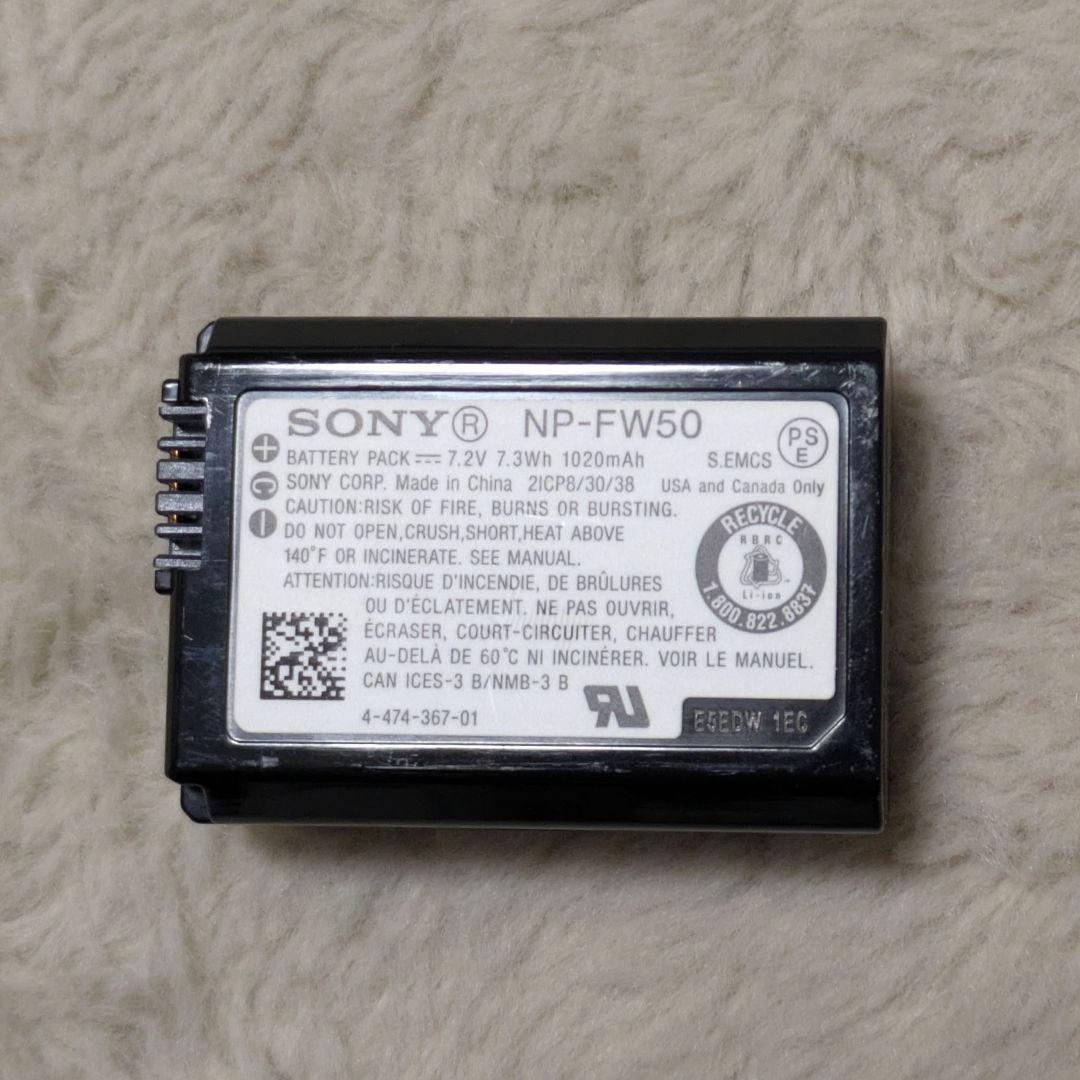 SONY® NP-FW50
BATTERY PACK 7.2V 7.3Wh 1020mAh S.EMCS PSE
SONY CORP. Made in China 2ICP8/30/38 USA and Canada Only
CAUTION:RISK OF FIRE, BURNS OR BURSTING.
DO NOT OPEN,CRUSH,SHORT,HEAT ABOVE
140°F OR INCINERATE. SEE MANUAL.
RECYCLE
RBRC
Li-ion
1.800.822.8837
ATTENTION:RISQUE D'INCENDIE, DE BRÛLURES
OU D'ÉCLATEMENT. NE PAS OUVRIR,
ÉCRASER, COURT-CIRCUITER, CHAUFFER
AU-DELÀ DE 60°C NI INCINÉRER. VOIR LE MANUEL.
CAN ICES-3 B/NMB-3 B
4-474-367-01
E5EDW 1EG